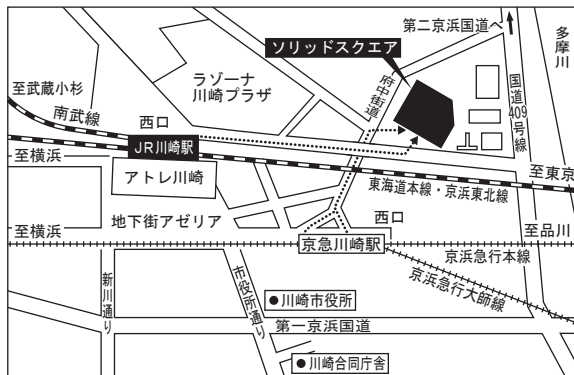 第二京浜国道へ
多摩川
ソリッドスクエア
ラゾーナ
川崎プラザ
府中街道
国道409号線
至武蔵小杉
南武線
西口
JR川崎駅
至横浜
アトレ川崎
至東京
東海道本線・京浜東北線
地下街アゼリア
西口
至横浜
京急川崎駅
至品川
京浜急行本線
京浜急行大師線
新川通り
市役所通り
川崎市役所
第一京浜国道
川崎合同庁舎